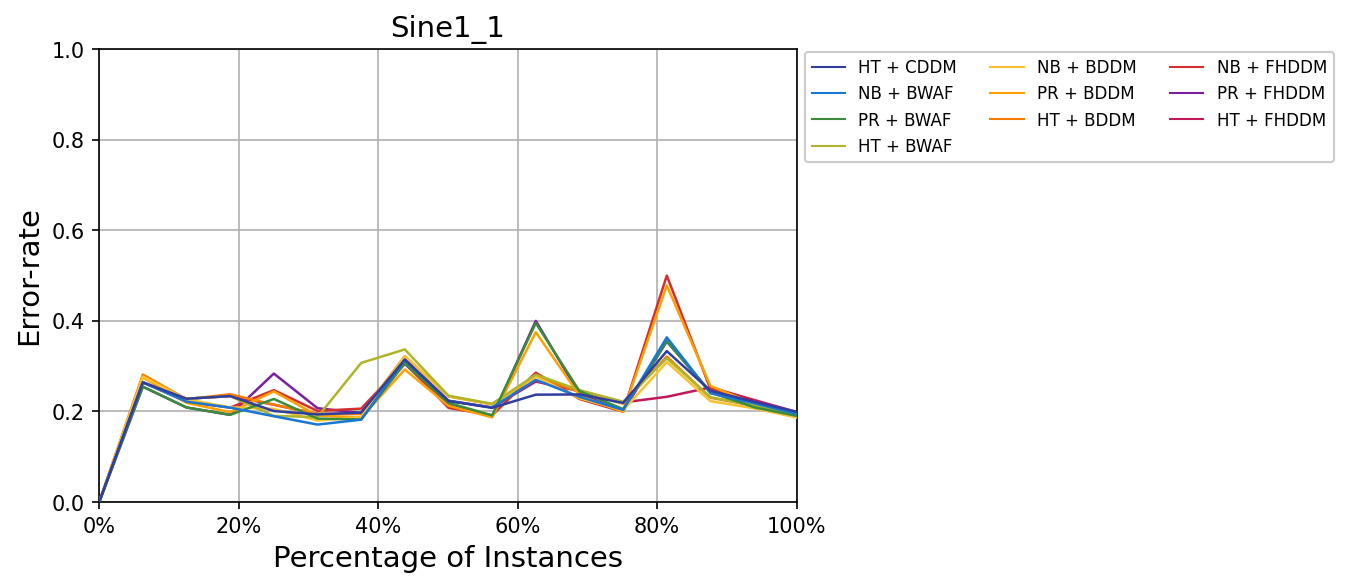 Sine1_1
1.0
0.8
0.6
0.4
0.2
0.0
Error-rate
0% 20% 40% 60% 80% 100%
Percentage of Instances
HT + CDDM NB + BDDM NB + FHDDM
NB + BWAF PR + BDDM PR + FHDDM
PR + BWAF HT + BDDM HT + FHDDM
HT + BWAF